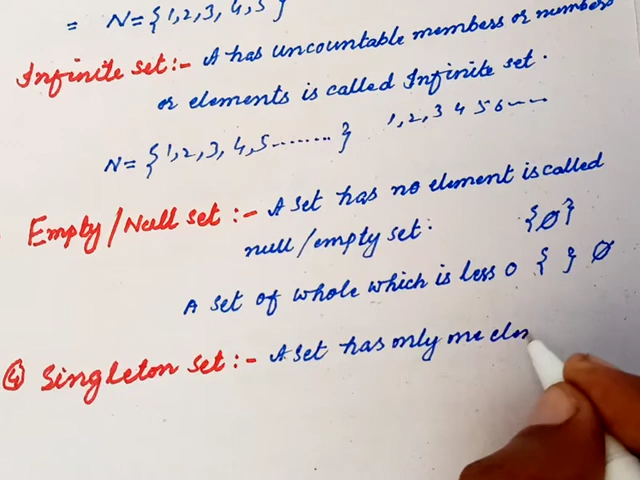 = N = {1,2,3, 4,5}
Infinite set:- A has uncountable members or numbers
or elements is called Infinite set.
N = {1,2,3, 4,5........} 1,2,3 4 5 6 ----
Empty/Null set :- A set has no element is called
null/empty set: {Ø}
A set of whole which is less 0 { } Ø
④ Singleton set:- A set has only one elem